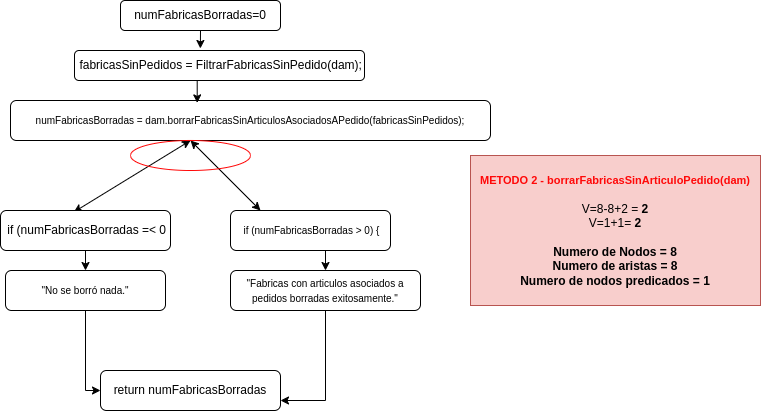 numFabricasBorradas=0
fabricasSinPedidos = FiltrarFabricasSinPedido(dam);
numFabricasBorradas = dam.borrarFabricasSinArticulosAsociadosAPedido(fabricasSinPedidos);
if (numFabricasBorradas =< 0
if (numFabricasBorradas > 0) {
"No se borró nada."
"Fabricas con articulos asociados a
pedidos borradas exitosamente."
return numFabricasBorradas
METODO 2 - borrarFabricasSinArticuloPedido(dam)
V=8-8+2 = 2
V=1+1= 2
Numero de Nodos = 8
Numero de aristas = 8
Numero de nodos predicados = 1